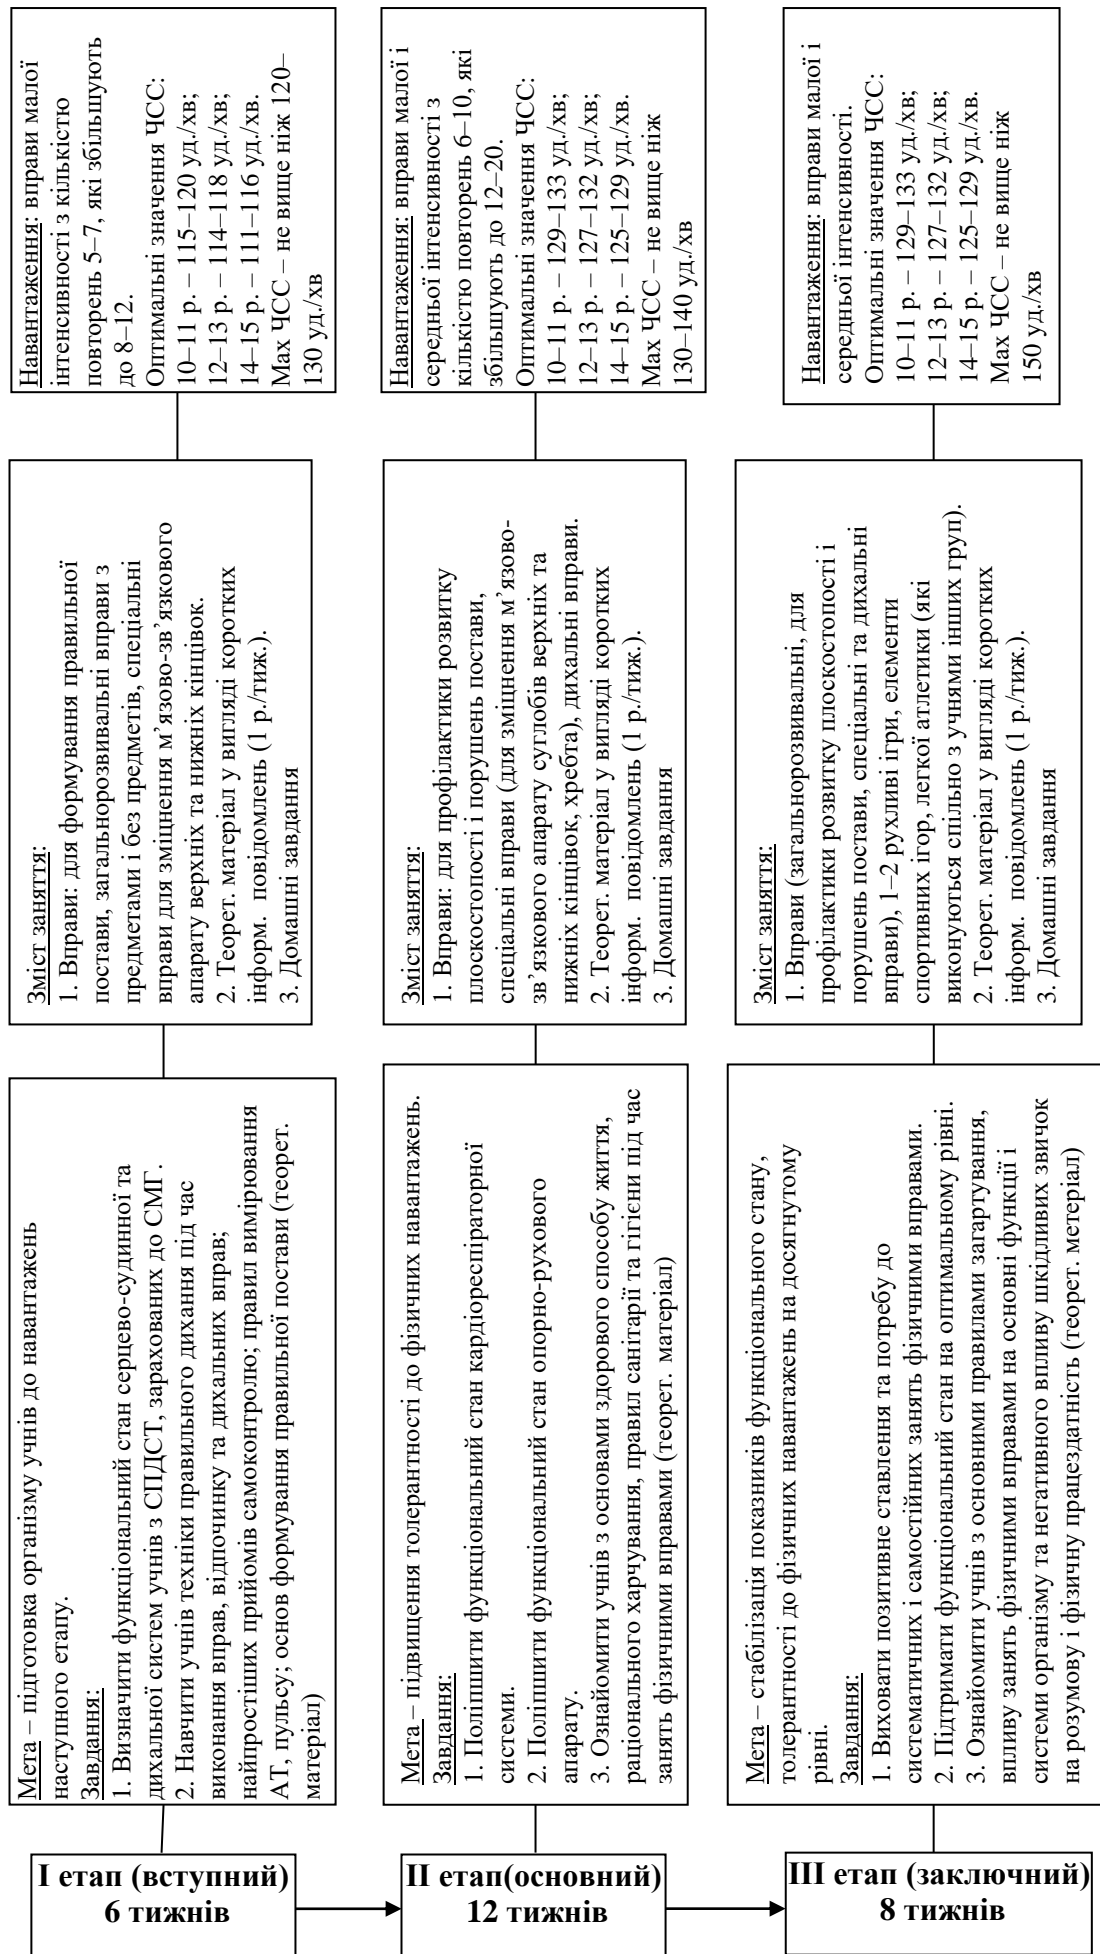 І етап (вступний)
6 тижнів
Мета – підготовка організму учнів до навантажень
наступного етапу.
Завдання:
1. Визначити функціональний стан серцево-судинної та
дихальної систем учнів з СПДСТ, зарахованих до СМГ.
2. Навчити учнів техніки правильного дихання під час
виконання вправ, відпочинку та дихальних вправ;
найпростіших прийомів самоконтролю; правил вимірювання
АТ, пульсу; основ формування правильної постави (теорет.
матеріал)
Зміст заняття:
1. Вправи: для формування правильної
постави, загальнорозвивальні вправи з
предметами і без предметів, спеціальні
вправи для зміцнення м’язово-зв’язкового
апарату верхніх та нижніх кінцівок.
2. Теорет. матеріал у вигляді коротких
інформ. повідомлень (1 р./тиж.).
3. Домашні завдання
Навантаження: вправи малої
інтенсивності з кількістю
повторень 5–7, які збільшують
до 8–12.
Оптимальні значення ЧСС:
10–11 р. – 115–120 уд./хв;
12–13 р. – 114–118 уд./хв;
14–15 р. – 111–116 уд./хв.
Мах ЧСС – не вище ніж 120–
130 уд./хв
ІІ етап(основний)
12 тижнів
Мета – підвищення толерантності до фізичних навантажень.
Завдання:
1. Поліпшити функціональний стан кардіореспіраторної
системи.
2. Поліпшити функціональний стан опорно-рухового
апарату.
3. Ознайомити учнів з основами здорового способу життя,
раціонального харчування, правил санітарії та гігієни під час
занять фізичними вправами (теорет. матеріал)
Зміст заняття:
1. Вправи: для профілактики розвитку
плоскостопості і порушень постави,
спеціальні вправи (для зміцнення м’язово-
зв’язкового апарату суглобів верхніх та
нижніх кінцівок, хребта), дихальні вправи.
2. Теорет. матеріал у вигляді коротких
інформ. повідомлень (1 р./тиж.).
3. Домашні завдання
Навантаження: вправи малої і
середньої інтенсивності з
кількістю повторень 6–10, які
збільшують до 12–20.
Оптимальні значення ЧСС:
10–11 р. – 129–133 уд./хв;
12–13 р. – 127–132 уд./хв;
14–15 р. – 125–129 уд./хв.
Мах ЧСС – не вище ніж
130–140 уд./хв
ІІІ етап (заключний)
8 тижнів
Мета – стабілізація показників функціонального стану,
толерантності до фізичних навантажень на досягнутому
рівні.
Завдання:
1. Виховати позитивне ставлення та потребу до
систематичних і самостійних занять фізичними вправами.
2. Підтримати функціональний стан на оптимальному рівні.
3. Ознайомити учнів з основними правилами загартування,
впливу занять фізичними вправами на основні функції і
системи організму та негативного впливу шкідливих звичок
на розумову і фізичну працездатність (теорет. метеріал)
Зміст заняття:
1. Вправи (загальнорозвивальні, для
профілактики розвитку плоскостопості і
порушень постави, спеціальні та дихальні
вправи), 1–2 рухливі ігри, елементи
спортивних ігор, легкої атлетики (які
виконуються спільно з учнями інших груп).
2. Теорет. матеріал у вигляді коротких
інформ. повідомлень (1 р./тиж.).
3. Домашні завдання
Навантаження: вправи малої і
середньої інтенсивності.
Оптимальні значення ЧСС:
10–11 р. – 129–133 уд./хв;
12–13 р. – 127–132 уд./хв;
14–15 р. – 125–129 уд./хв.
Мах ЧСС – не вище ніж
150 уд./хв